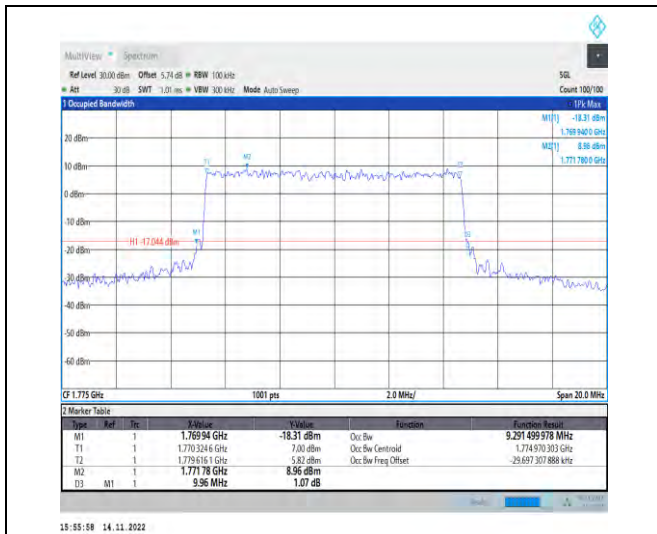 MultiView Spectrum
Ref Level 30.00 dBm Offset 5.74 dB RBW 100 kHz SGL
Att 30 dB SWT 1.01 ms VBW 300 kHz Mode Auto Sweep Count 100/100
1 Occupied Bandwidth 1Pk Max
M1[1] -18.31 dBm
1.769 940 0 GHz
M2[1] 8.96 dBm
1.771 780 0 GHz
20 dBm
M2
T1
10 dBm
0 dBm
-10 dBm
M1
H1 -17.044 dBm
-20 dBm
-30 dBm
-40 dBm
-50 dBm
-60 dBm
CF 1.775 GHz 1001 pts 2.0 MHz/ Span 20.0 MHz
2 Marker Table
Type Ref Trc X-Value Y-Value Function Function Result
M1 1 1.76994 GHz -18.31 dBm Occ Bw 9.291 499 978 MHz
T1 1 1.770 324 6 GHz 7.00 dBm Occ Bw Centroid 1.774 970 303 GHz
T2 1 1.779 616 1 GHz 5.82 dBm Occ Bw Freq Offset -29.697 307 888 kHz
M2 1 1.771 78 GHz 8.96 dBm
D3 M1 1 9.96 MHz 1.07 dB
15:55:58 14.11.2022